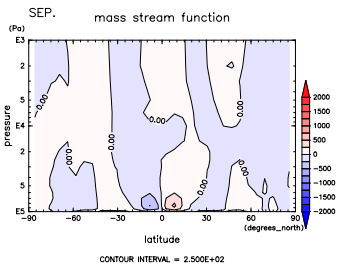 SEP.
mass stream function
(Pa)
E3
2
5
E4
2
5
E5
pressure
0.00
0.00
0.00
0.00
0.00
0.00
0.00
-90 -60 -30 0 30 60 90
(degrees_north)
latitude
2000
1500
1000
500
0
-500
-1000
-1500
-2000
CONTOUR INTERVAL = 2.500E+02